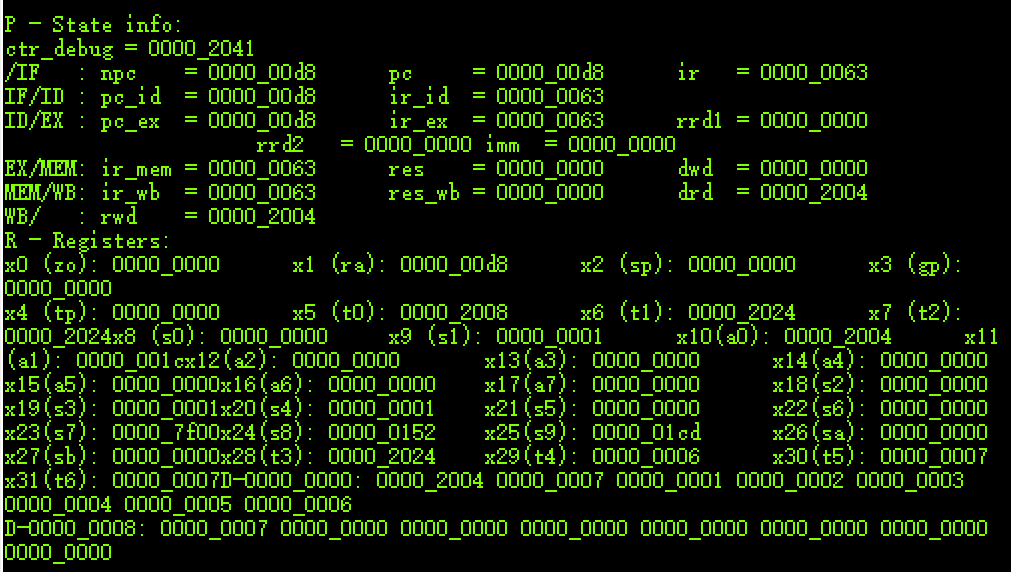 P - State info:
ctr_debug = 0000_2041
/IF   : npc    = 0000_00d8      pc     = 0000_00d8      ir   = 0000_0063
IF/ID : pc_id  = 0000_00d8      ir_id  = 0000_0063
ID/EX : pc_ex  = 0000_00d8      ir_ex  = 0000_0063      rrd1 = 0000_0000
rrd2   = 0000_0000 imm  = 0000_0000
EX/MEM: ir_mem = 0000_0063      res    = 0000_0000      dwd  = 0000_0000
MEM/WB: ir_wb  = 0000_0063      res_wb = 0000_0000      drd  = 0000_2004
WB/   : rwd    = 0000_2004
R - Registers:
x0 (zo): 0000_0000      x1 (ra): 0000_00d8      x2 (sp): 0000_0000      x3 (gp):
0000_0000
x4 (tp): 0000_0000      x5 (t0): 0000_2008      x6 (t1): 0000_2024      x7 (t2):
0000_2024x8 (s0): 0000_0000     x9 (s1): 0000_0001      x10(a0): 0000_2004      x11
(a1): 0000_001cx12(a2): 0000_0000       x13(a3): 0000_0000      x14(a4): 0000_0000
x15(a5): 0000_0000x16(a6): 0000_0000    x17(a7): 0000_0000      x18(s2): 0000_0000
x19(s3): 0000_0001x20(s4): 0000_0001    x21(s5): 0000_0000      x22(s6): 0000_0000
x23(s7): 0000_7f00x24(s8): 0000_0152    x25(s9): 0000_01cd      x26(sa): 0000_0000
x27(sb): 0000_0000x28(t3): 0000_2024    x29(t4): 0000_0006      x30(t5): 0000_0007
x31(t6): 0000_0007D-0000_0000: 0000_2004 0000_0007 0000_0001 0000_0002 0000_0003
0000_0004 0000_0005 0000_0006
D-0000_0008: 0000_0007 0000_0000 0000_0000 0000_0000 0000_0000 0000_0000 0000_0000
0000_0000